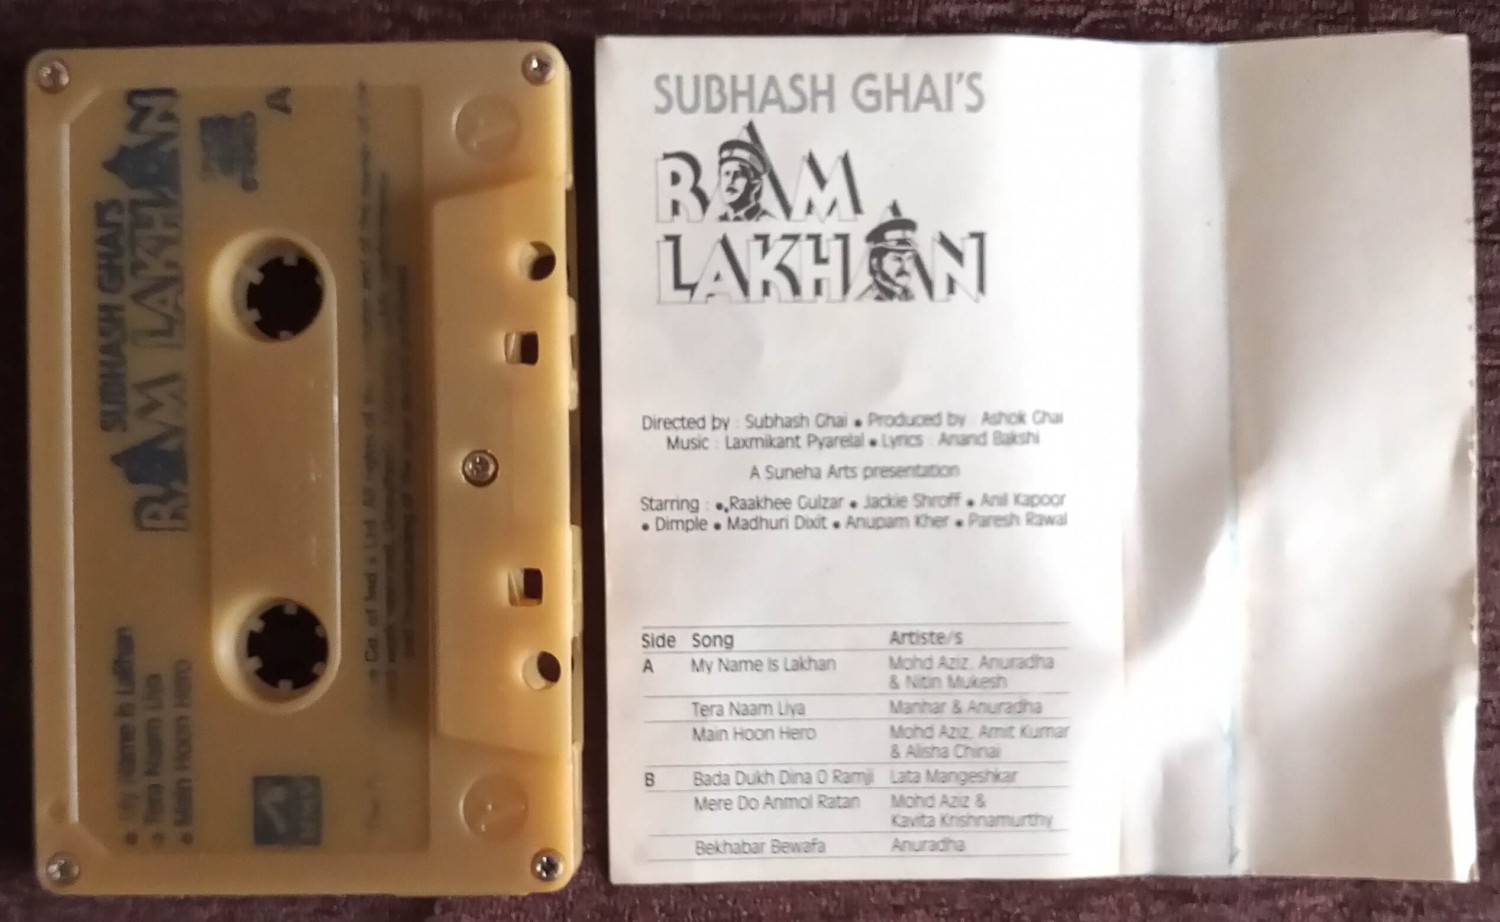 SUBHASH GHAI'S
RAM LAKHAN
A
My Name Is Lakhan
Tera Naam Liya
Main Hoon Hero
HMV
SUBHASH GHAI'S
RAM
LAKHAN
Directed by : Subhash Ghai • Produced by : Ashok Ghai
Music : Laxmikant Pyarelal • Lyrics : Anand Bakshi
A Suneha Arts presentation
Starring : • Raakhee Gulzar • Jackie Shroff • Anil Kapoor
• Dimple • Madhuri Dixit • Anupam Kher • Paresh Rawal
Side Song Artiste/s
A My Name Is Lakhan Mohd Aziz, Anuradha
& Nitin Mukesh
Tera Naam Liya Manhar & Anuradha
Main Hoon Hero Mohd Aziz, Amit Kumar
& Alisha Chinai
B Bada Dukh Dina O Ramji Lata Mangeshkar
Mere Do Anmol Ratan Mohd Aziz &
Kavita Krishnamurthy
Bekhabar Bewafa Anuradha